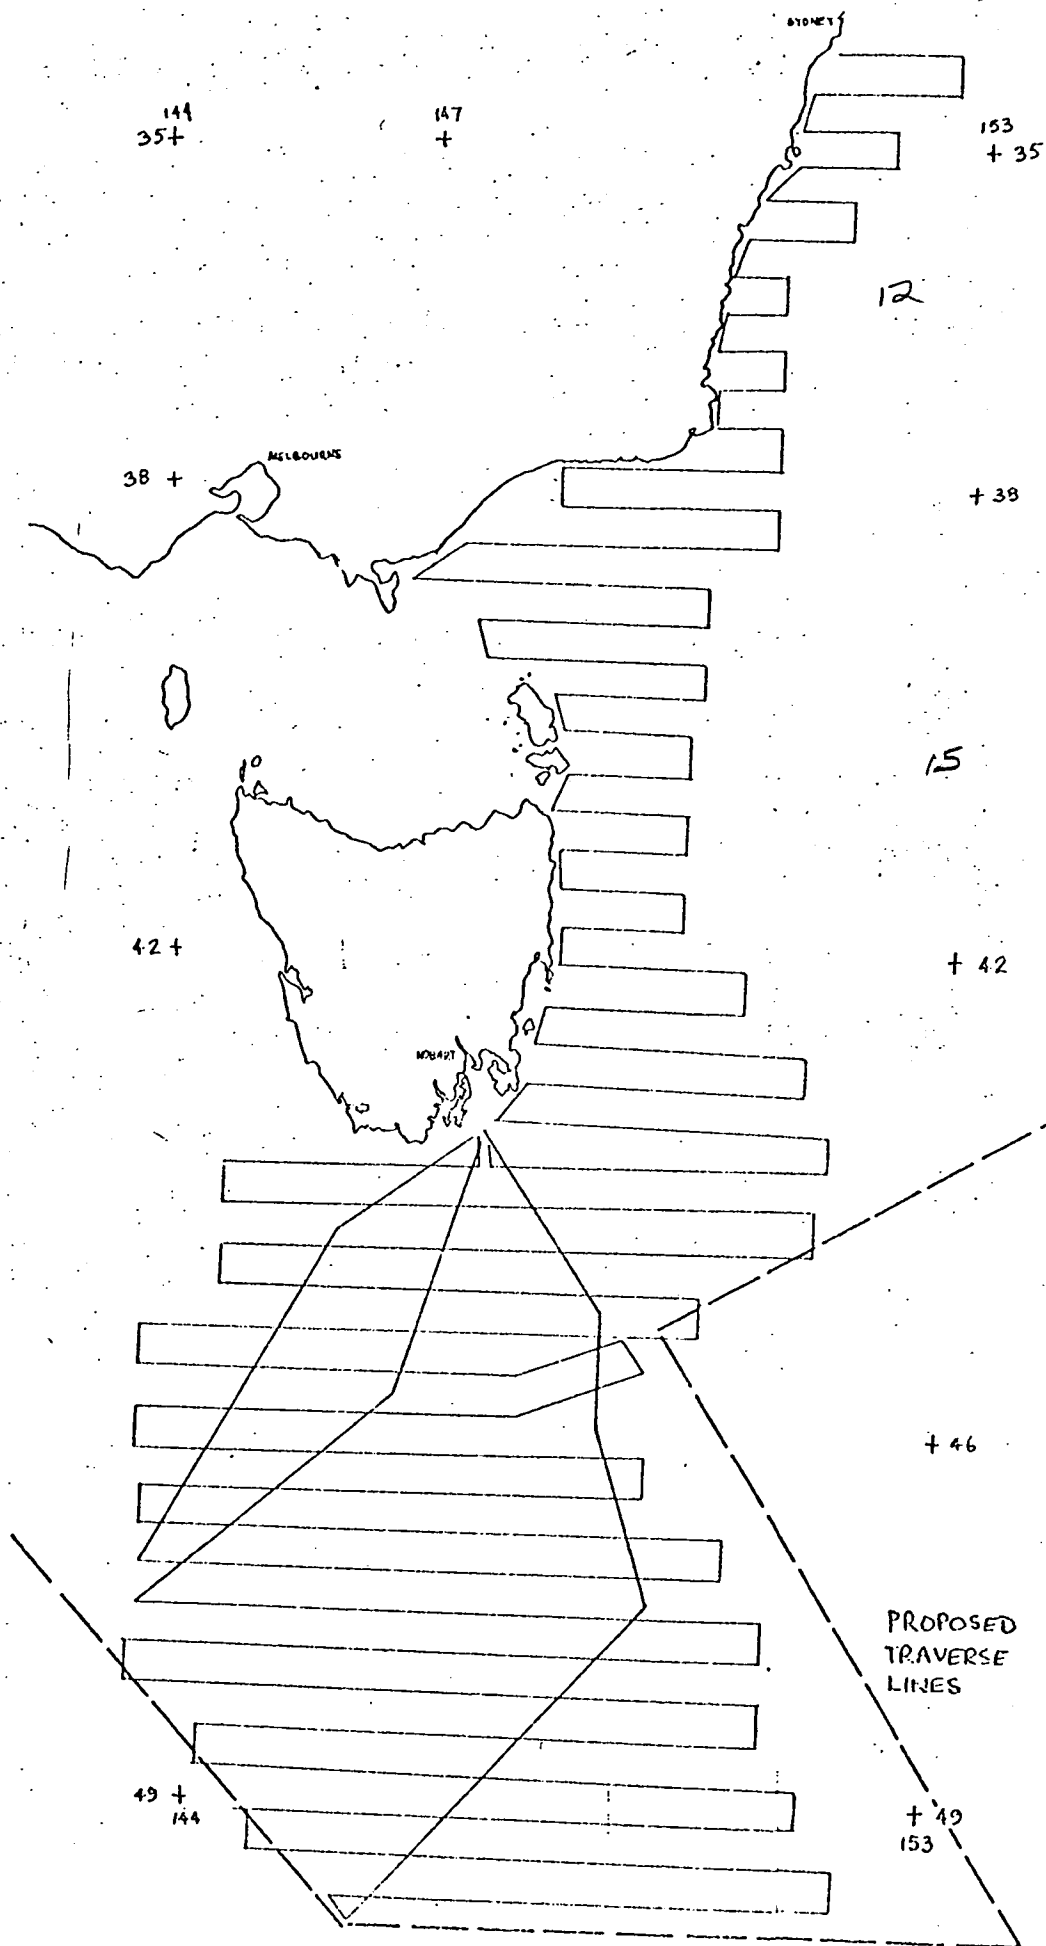 SYDNEY
144
147
35+
+
153
+ 35
12
MELBOURNE
38 +
+ 38
15
42 +
+ 42
HOBART
+ 46
PROPOSED
TRAVERSE
LINES
49 +
144
+ 49
153